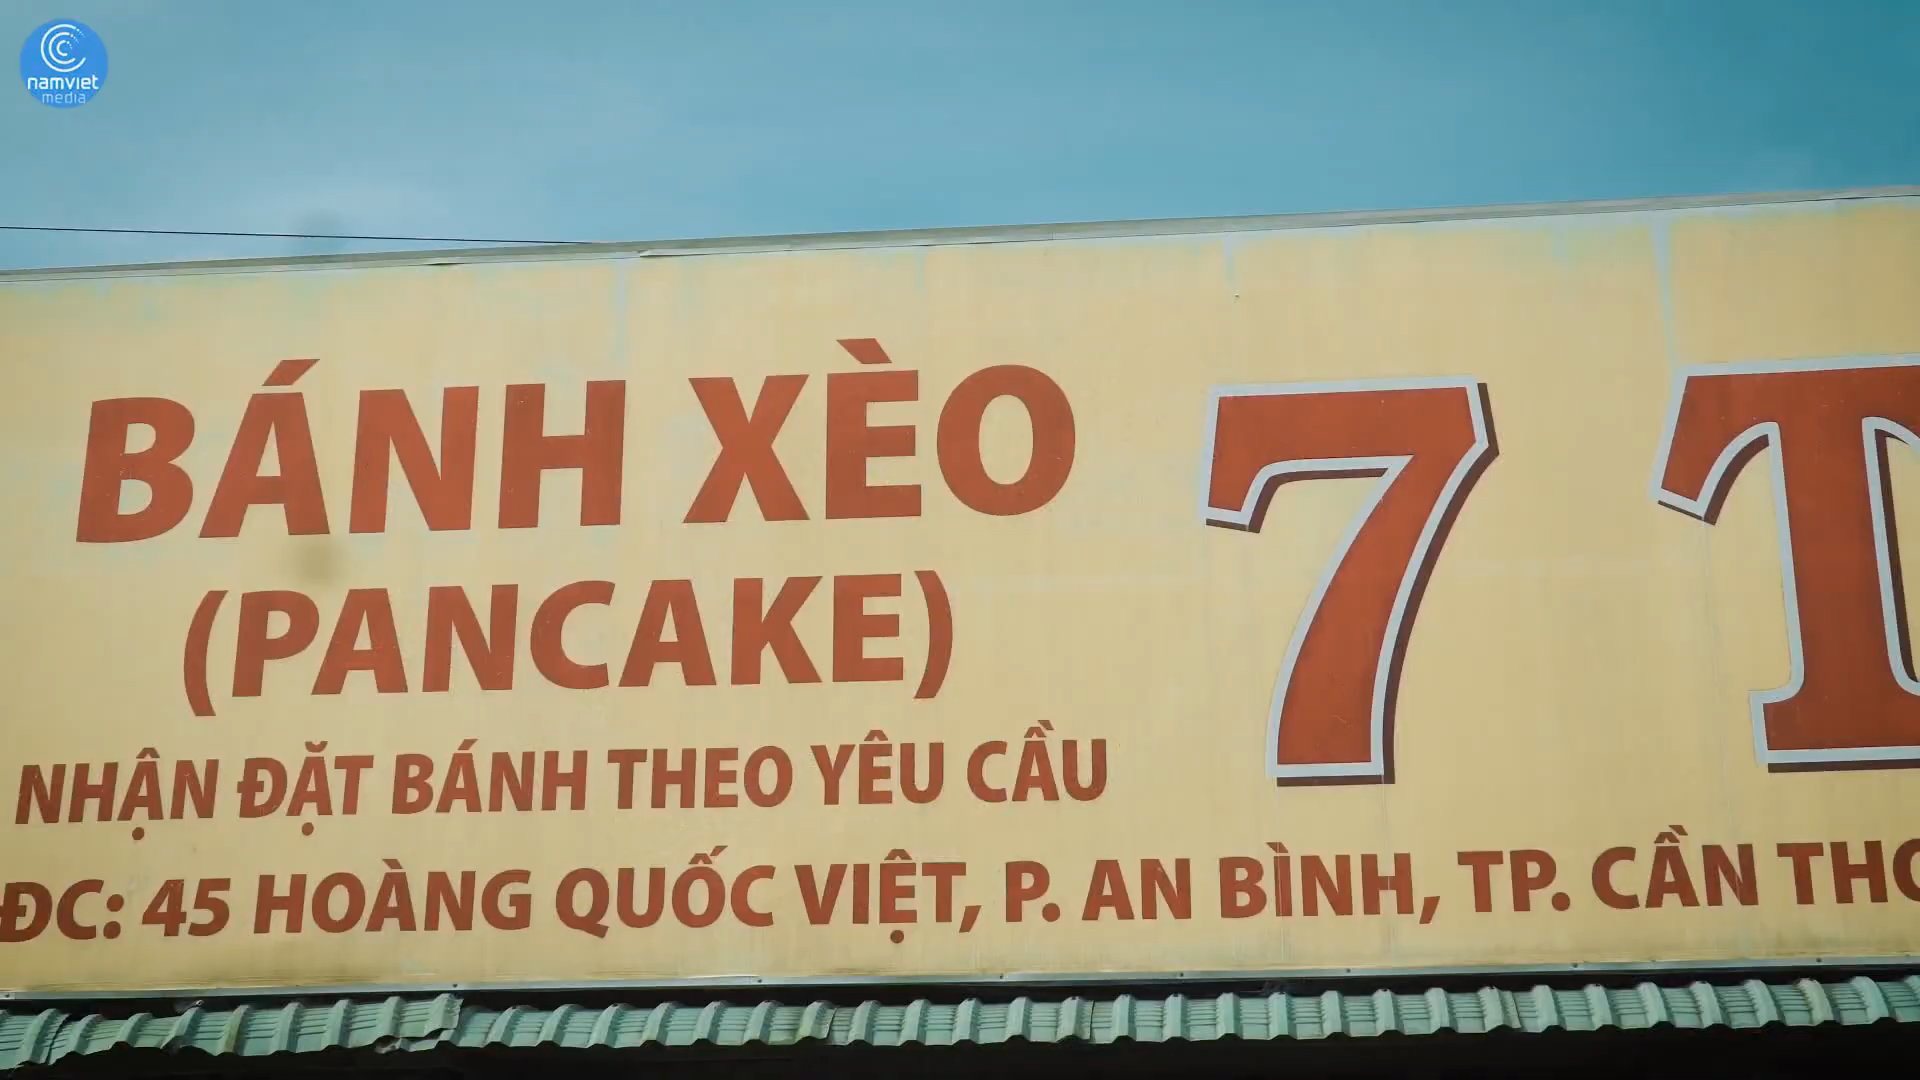 namviet
media
BÁNH XÈO
(PANCAKE)
7 T
NHẬN ĐẶT BÁNH THEO YÊU CẦU
ĐC: 45 HOÀNG QUỐC VIỆT, P. AN BÌNH, TP. CẦN THƠ